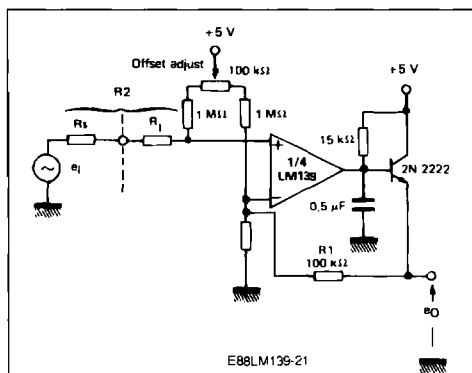 +5 V
Offset adjust
100 kΩ
R2
1 MΩ
1 MΩ
+5 V
Rs
Ri
15 kΩ
+
1/4
LM139
2N 2222
ei
−
0,5 µF
R1
100 kΩ
eO
E88LM139-21